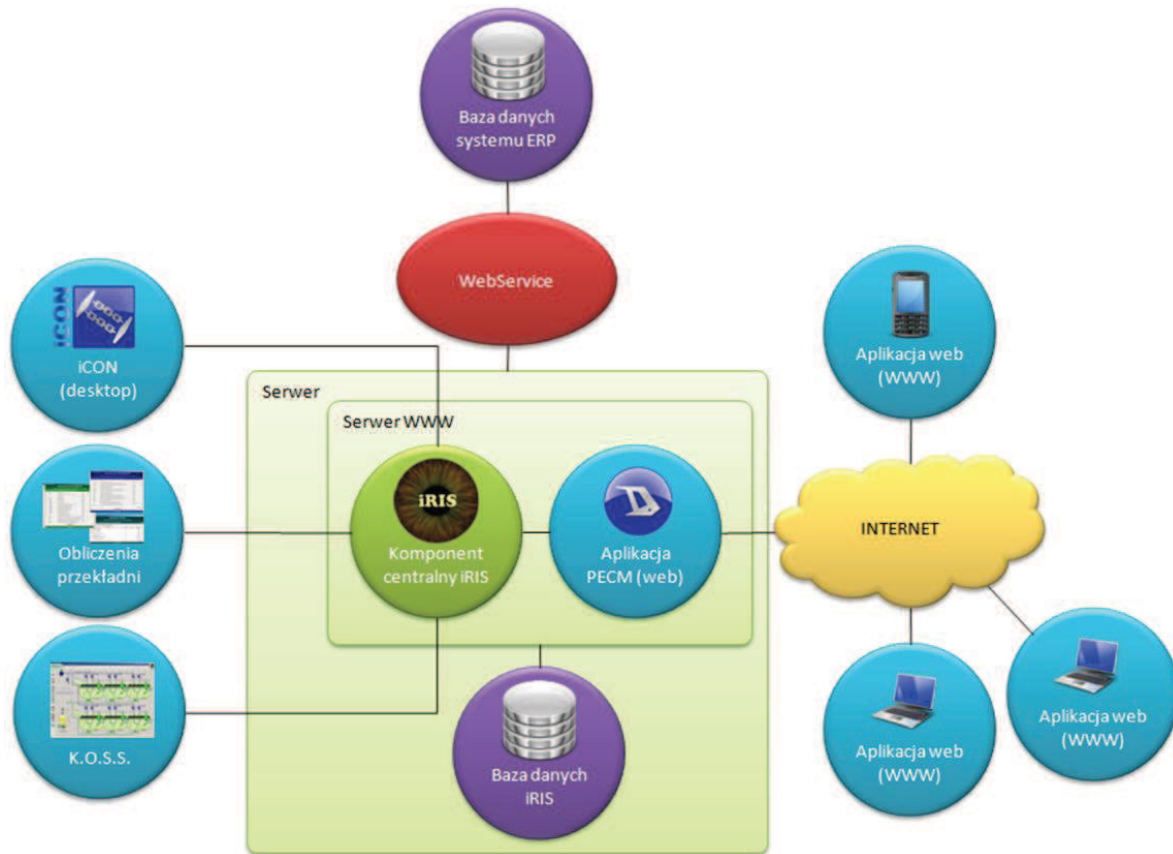 Baza danych
systemu ERP
WebService
iCON
iCON
(desktop)
Aplikacja web
(WWW)
Serwer
Serwer WWW
iRIS
Komponent
centralny iRIS
Aplikacja
PECM (web)
INTERNET
Obliczenia
przekładni
K.O.S.S.
Baza danych
iRIS
Aplikacja web
(WWW)
Aplikacja web
(WWW)